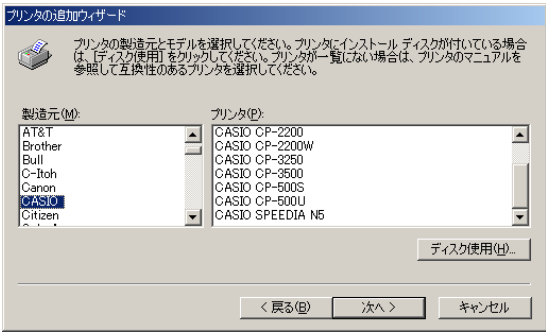 プリンタの追加ウィザード
プリンタの製造元とモデルを選択してください。プリンタにインストール ディスクが付いている場合
は、[ディスク使用] をクリックしてください。プリンタが一覧にない場合は、プリンタのマニュアルを
参照して互換性のあるプリンタを選択してください。
製造元(M):
AT&T
Brother
Bull
C-Itoh
Canon
CASIO
Citizen
プリンタ(P):
CASIO CP-2200
CASIO CP-2200W
CASIO CP-3250
CASIO CP-3500
CASIO CP-500S
CASIO CP-500U
CASIO SPEEDIA N5
ディスク使用(H)...
< 戻る(B)
次へ >
キャンセル